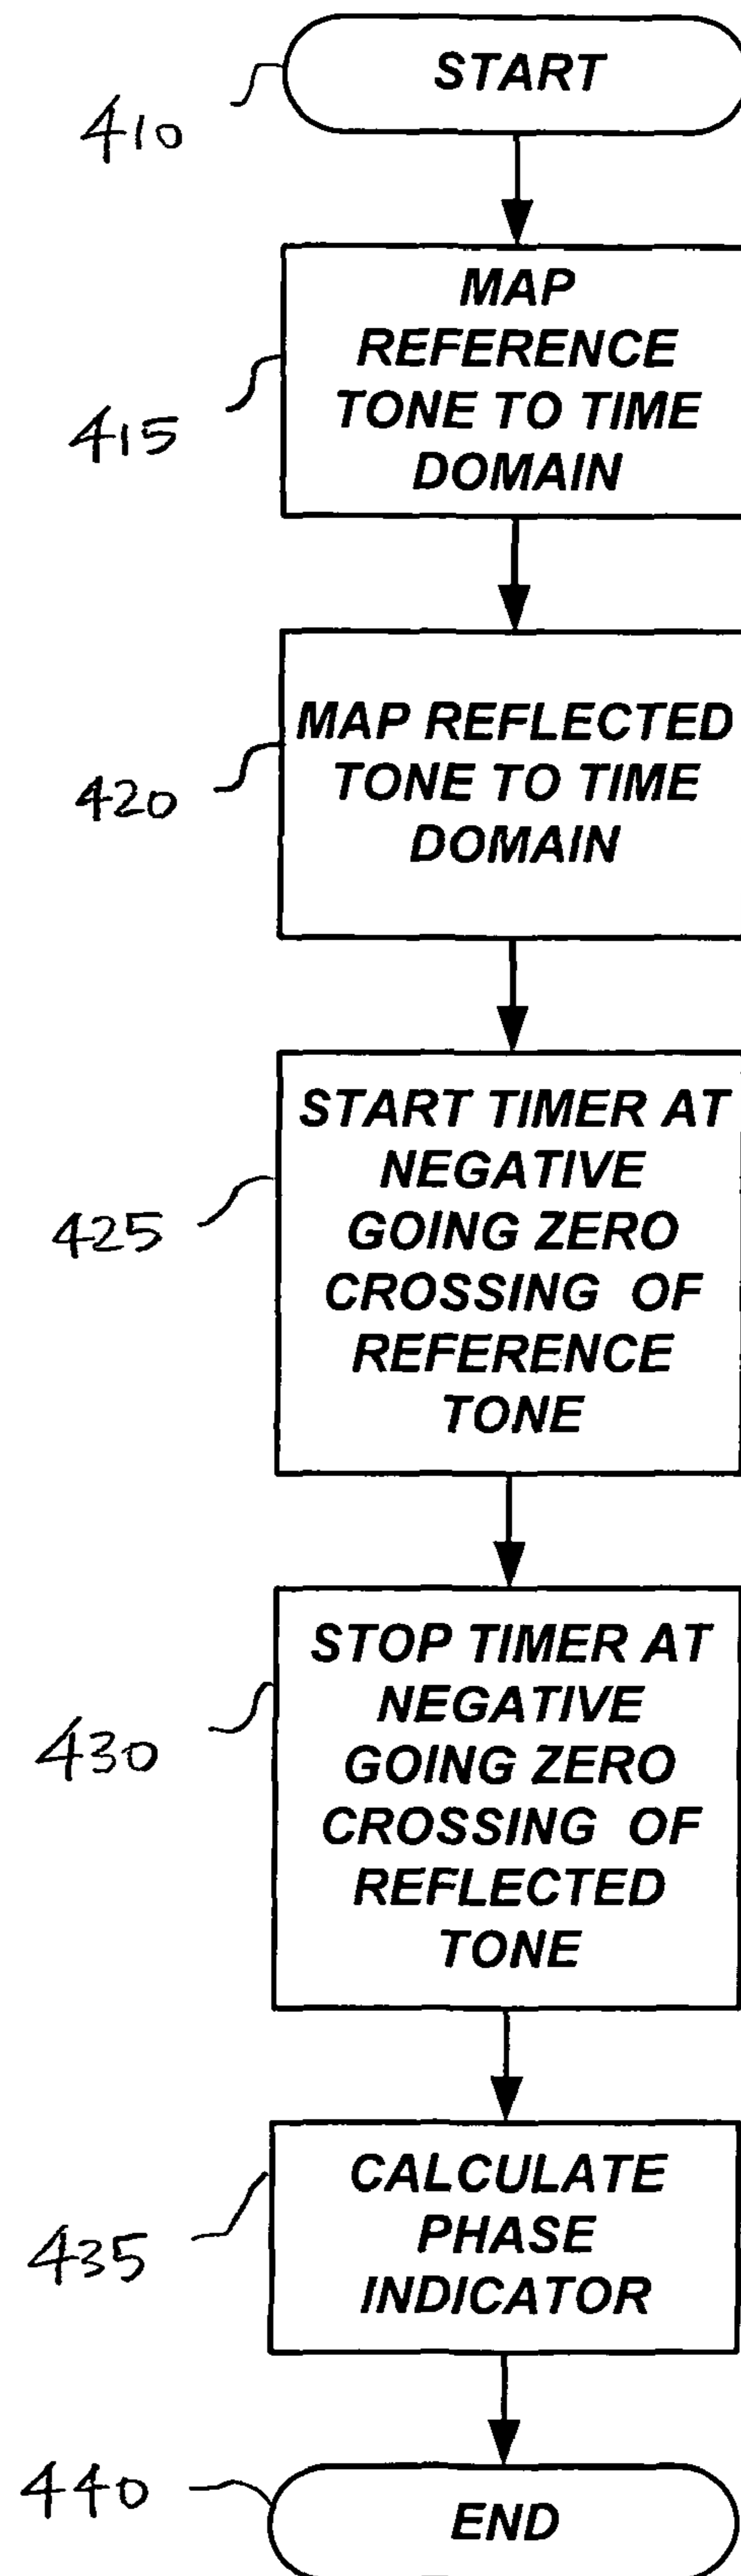 START
410
MAP
REFERENCE
TONE TO TIME
DOMAIN
415
MAP REFLECTED
TONE TO TIME
DOMAIN
420
START TIMER AT
NEGATIVE
GOING ZERO
CROSSING OF
REFERENCE
TONE
425
STOP TIMER AT
NEGATIVE
GOING ZERO
CROSSING OF
REFLECTED
TONE
430
CALCULATE
PHASE
INDICATOR
435
440
END